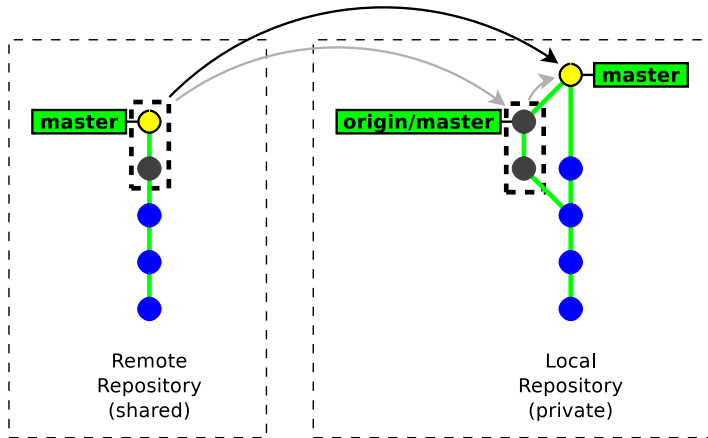 master
master
origin/master
Remote
Repository
(shared)
Local
Repository
(private)